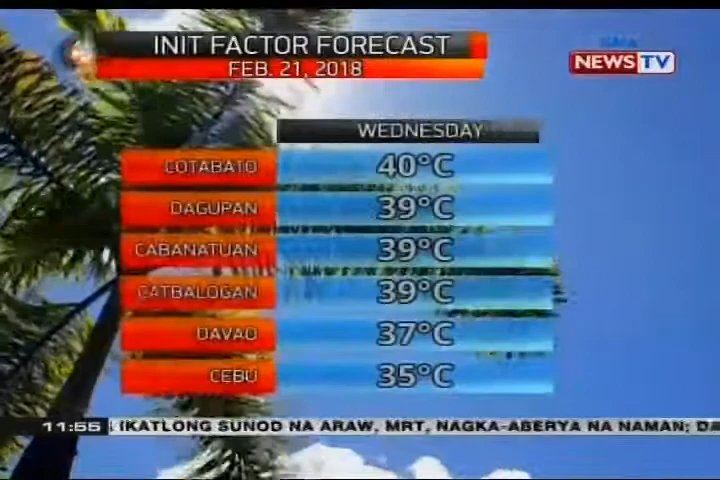 INIT FACTOR FORECAST
FEB. 21, 2018
GMA
NEWS TV
WEDNESDAY
COTABATO 40°C
DAGUPAN 39°C
CABANATUAN 39°C
CATBALOGAN 39°C
DAVAO 37°C
CEBU 35°C
11:55 IKATLONG SUNOD NA ARAW, MRT, NAGKA-ABERYA NA NAMAN;